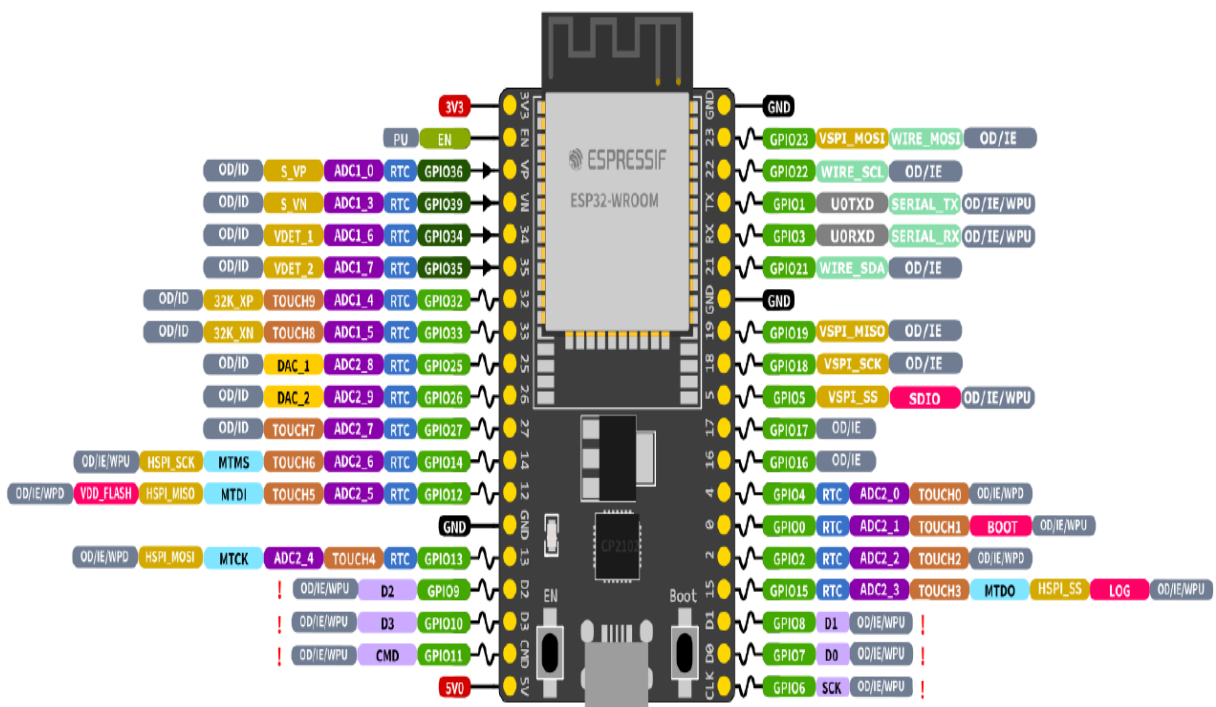 3V3 3V3 GND GND
PU EN EN 23 GPIO23 VSPI_MOSI WIRE_MOSI OD/IE
OD/ID S_VP ADC1_0 RTC GPIO36 VP ESPRESSIF 22 GPIO22 WIRE_SCL OD/IE
OD/ID S_VN ADC1_3 RTC GPIO39 VN ESP32-WROOM TX GPIO1 U0TXD SERIAL_TX OD/IE/WPU
OD/ID VDET_1 ADC1_6 RTC GPIO34 34 RX GPIO3 U0RXD SERIAL_RX OD/IE/WPU
OD/ID VDET_2 ADC1_7 RTC GPIO35 35 21 GPIO21 WIRE_SDA OD/IE
OD/ID 32K_XP TOUCH9 ADC1_4 RTC GPIO32 32 GND GND
OD/ID 32K_XN TOUCH8 ADC1_5 RTC GPIO33 33 19 GPIO19 VSPI_MISO OD/IE
OD/ID DAC_1 ADC2_8 RTC GPIO25 25 18 GPIO18 VSPI_SCK OD/IE
OD/ID DAC_2 ADC2_9 RTC GPIO26 26 5 GPIO5 VSPI_SS SDIO OD/IE/WPU
OD/ID TOUCH7 ADC2_7 RTC GPIO27 27 17 GPIO17 OD/IE
OD/IE/WPU HSPI_SCK MTMS TOUCH6 ADC2_6 RTC GPIO14 14 16 GPIO16 OD/IE
OD/IE/WPD VDD_FLASH HSPI_MISO MTDI TOUCH5 ADC2_5 RTC GPIO12 12 4 GPIO4 RTC ADC2_0 TOUCH0 OD/IE/WPD
GND GND 0 GPIO0 RTC ADC2_1 TOUCH1 BOOT OD/IE/WPU
OD/IE/WPD HSPI_MOSI MTCK ADC2_4 TOUCH4 RTC GPIO13 13 CP2102 2 GPIO2 RTC ADC2_2 TOUCH2 OD/IE/WPD
! OD/IE/WPU D2 GPIO9 D2 EN Boot 15 GPIO15 RTC ADC2_3 TOUCH3 MTDO HSPI_SS LOG OD/IE/WPU
! OD/IE/WPU D3 GPIO10 D3 D1 GPIO8 D1 OD/IE/WPU !
! OD/IE/WPU CMD GPIO11 CMD D0 GPIO7 D0 OD/IE/WPU !
5V0 5V CLK GPIO6 SCK OD/IE/WPU !